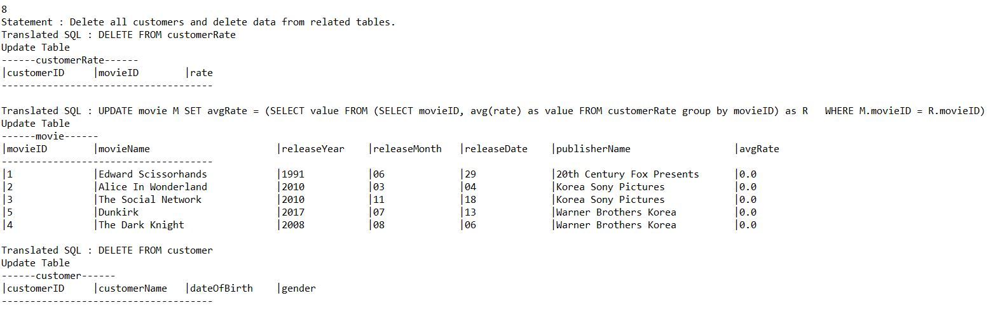 8
Statement : Delete all customers and delete data from related tables.
Translated SQL : DELETE FROM customerRate
Update Table
------customerRate------
|customerID     |movieID        |rate
-------------------------------------

Translated SQL : UPDATE movie M SET avgRate = (SELECT value FROM (SELECT movieID, avg(rate) as value FROM customerRate group by movieID) as R   WHERE M.movieID = R.movieID)
Update Table
------movie------
|movieID        |movieName                      |releaseYear    |releaseMonth   |releaseDate    |publisherName                  |avgRate
-------------------------------------
|1              |Edward Scissorhands            |1991           |06             |29             |20th Century Fox Presents      |0.0
|2              |Alice In Wonderland            |2010           |03             |04             |Korea Sony Pictures            |0.0
|3              |The Social Network             |2010           |11             |18             |Korea Sony Pictures            |0.0
|5              |Dunkirk                        |2017           |07             |13             |Warner Brothers Korea          |0.0
|4              |The Dark Knight                |2008           |08             |06             |Warner Brothers Korea          |0.0

Translated SQL : DELETE FROM customer
Update Table
------customer------
|customerID     |customerName   |dateOfBirth    |gender
-------------------------------------